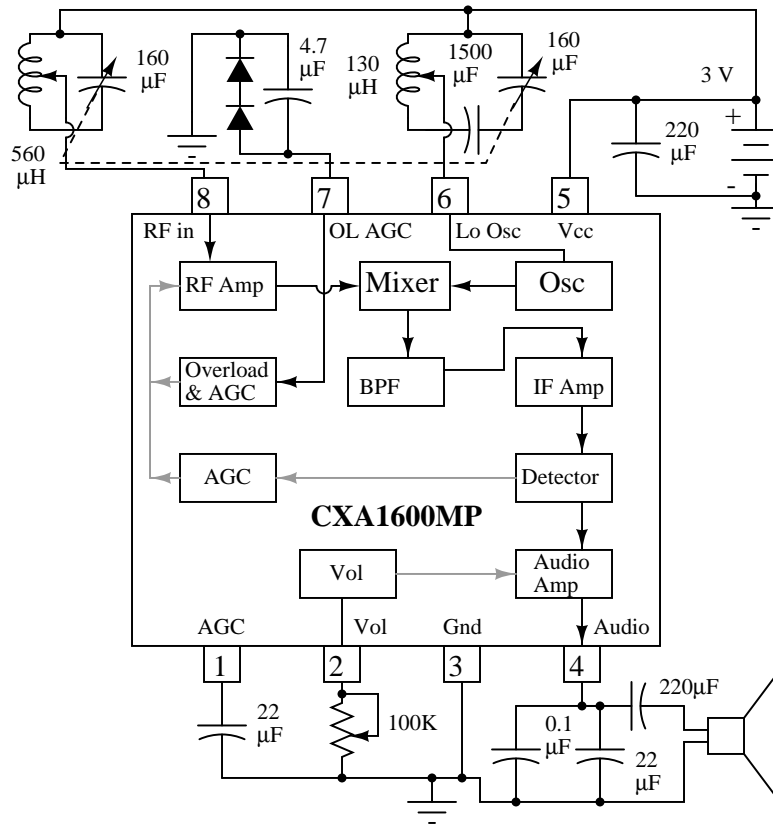 160
μF
560
μH
4.7
μF
130
μH
1500
μF
160
μF
3 V
220
μF
+
-
8
7
6
5
RF in
OL AGC
Lo Osc
Vcc
RF Amp
Mixer
Osc
Overload
& AGC
BPF
IF Amp
AGC
Detector
CXA1600MP
Vol
Audio
Amp
AGC
Vol
Gnd
Audio
1
2
3
4
22
μF
100K
0.1
μF
22
μF
220μF